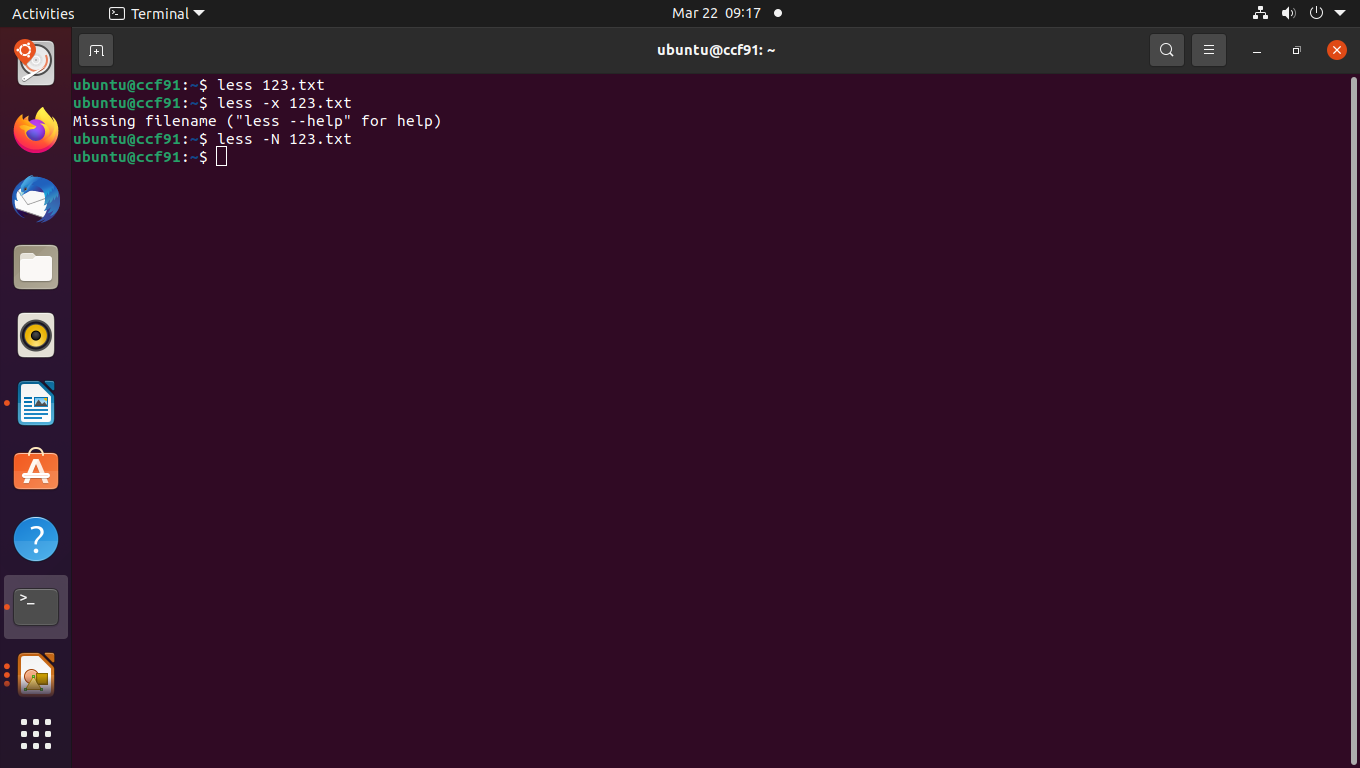 Activities
Terminal
Mar 22 09:17
ubuntu@ccf91: ~
ubuntu@ccf91:~$ less 123.txt
ubuntu@ccf91:~$ less -x 123.txt
Missing filename ("less --help" for help)
ubuntu@ccf91:~$ less -N 123.txt
ubuntu@ccf91:~$